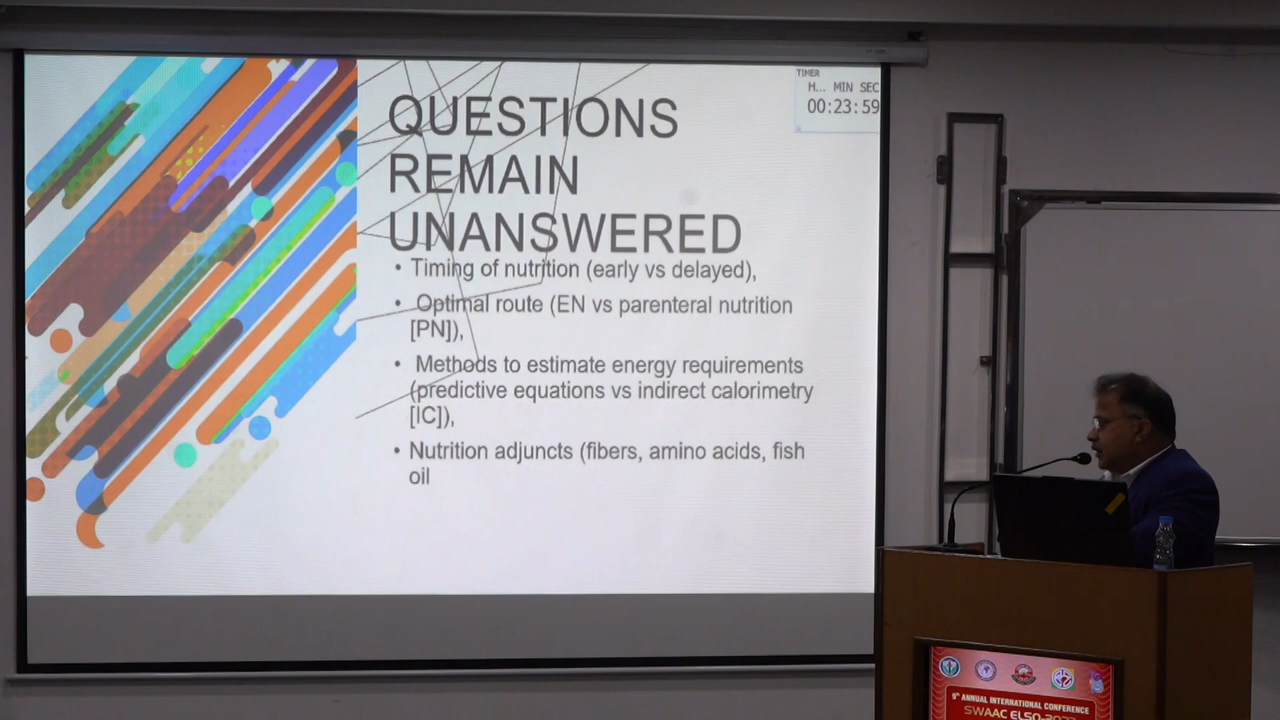 TIMER
H... MIN SEC
00:23:59
QUESTIONS
REMAIN
UNANSWERED
• Timing of nutrition (early vs delayed),
• Optimal route (EN vs parenteral nutrition
[PN]),
• Methods to estimate energy requirements
(predictive equations vs indirect calorimetry
[IC]),
• Nutrition adjuncts (fibers, amino acids, fish
oil
9th ANNUAL INTERNATIONAL CONFERENCE
SWAAC ELSO